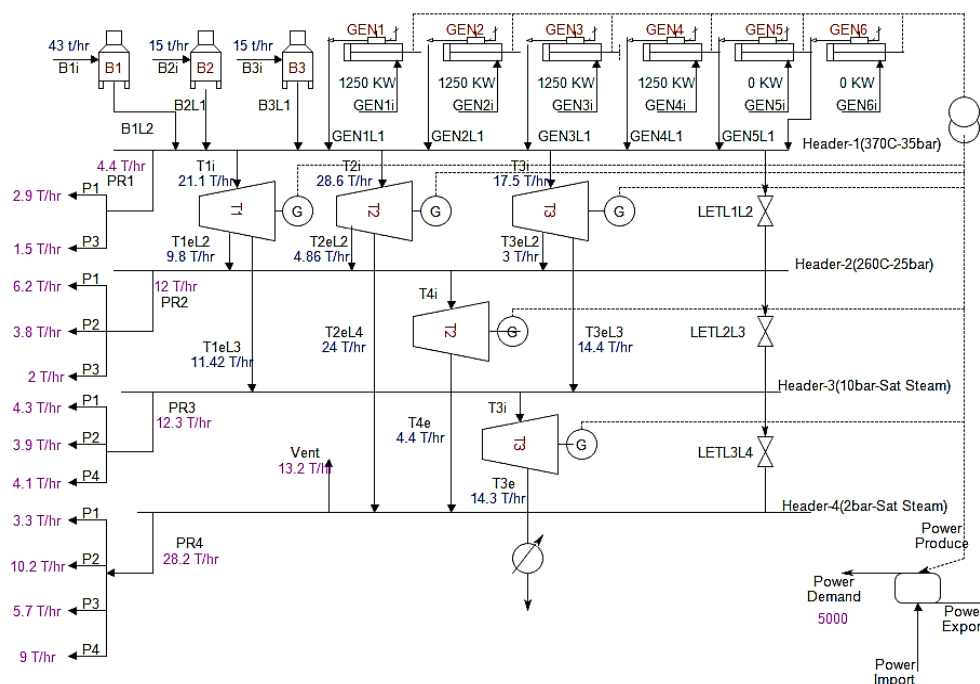 43 t/hr
B1i
B1
15 t/hr
B2i
B2
15 t/hr
B3i
B3
GEN1
GEN2
GEN3
GEN4
GEN5
GEN6
1250 KW
GEN1i
1250 KW
GEN2i
1250 KW
GEN3i
1250 KW
GEN4i
0 KW
GEN5i
0 KW
GEN6i
B1L2
B2L1
B3L1
GEN1L1
GEN2L1
GEN3L1
GEN4L1
GEN5L1
Header-1(370C-35bar)
4.4 T/hr
PR1
2.9 T/hr
P1
1.5 T/hr
P3
T1i
21.1 T/hr
T2i
28.6 T/hr
T3i
17.5 T/hr
T1
G
T2
G
T3
G
LETL1L2
T1eL2
9.8 T/hr
T2eL2
4.86 T/hr
T3eL2
3 T/hr
Header-2(260C-25bar)
6.2 T/hr
P1
12 T/hr
PR2
3.8 T/hr
P2
2 T/hr
P3
T4i
T2
G
T1eL3
11.42 T/hr
T2eL4
24 T/hr
T3eL3
14.4 T/hr
LETL2L3
Header-3(10bar-Sat Steam)
4.3 T/hr
P1
PR3
12.3 T/hr
3.9 T/hr
P2
4.1 T/hr
P4
T3i
T3
G
T4e
4.4 T/hr
Vent
13.2 T/hr
T3e
14.3 T/hr
LETL3L4
Header-4(2bar-Sat Steam)
3.3 T/hr
P1
PR4
28.2 T/hr
10.2 T/hr
P2
5.7 T/hr
P3
9 T/hr
P4
Power
Produce
Power
Demand
5000
Power
Expor
Power
Import